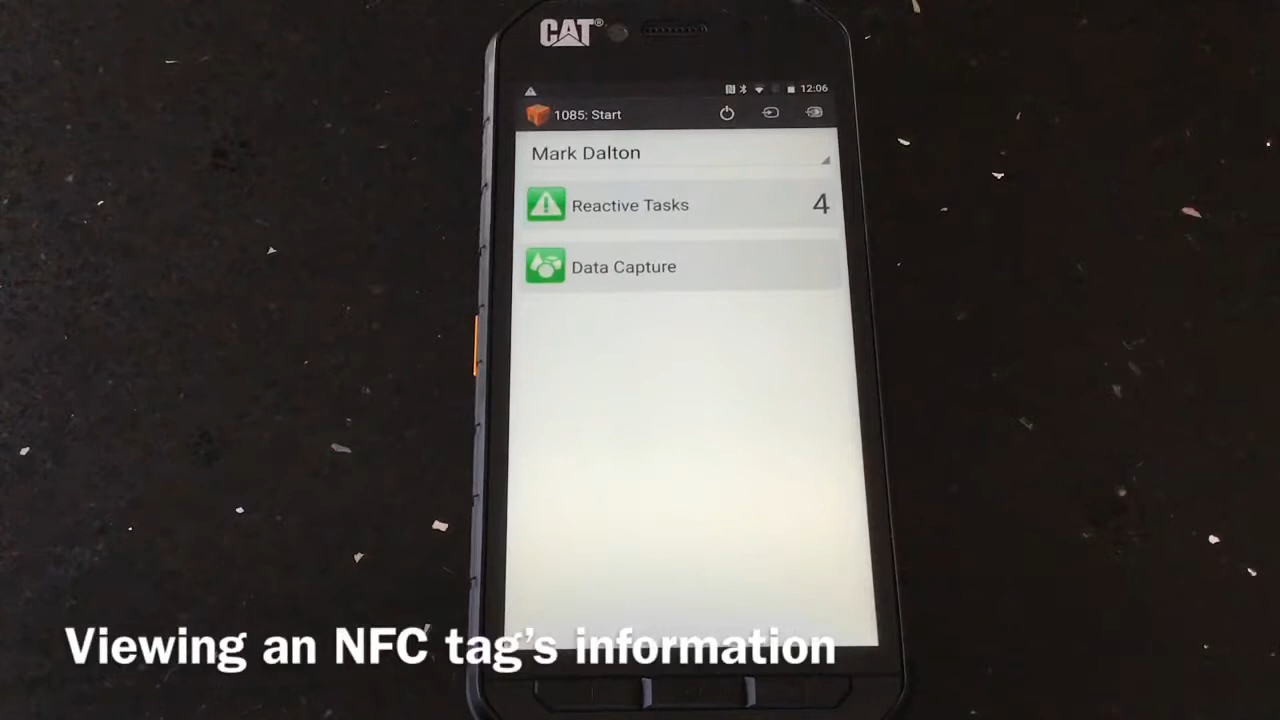 CAT®
12:06
1085: Start
Mark Dalton
Reactive Tasks 4
Data Capture
Viewing an NFC tag's information